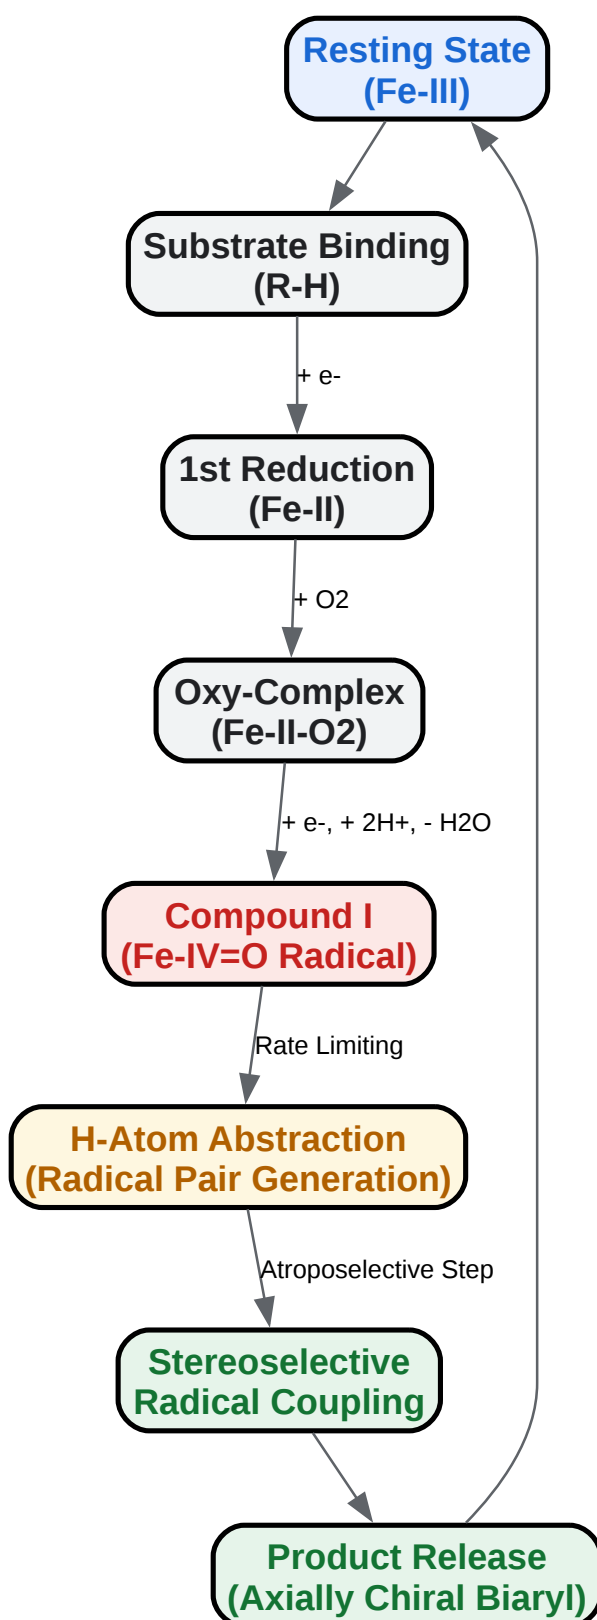 Resting State
(Fe-III)
Substrate Binding
(R-H)
+ e-
1st Reduction
(Fe-II)
+ O2
Oxy-Complex
(Fe-II-O2)
+ e-, + 2H+, - H2O
Compound I
(Fe-IV=O Radical)
Rate Limiting
H-Atom Abstraction
(Radical Pair Generation)
Atroposelective Step
Stereoselective
Radical Coupling
Product Release
(Axially Chiral Biaryl)